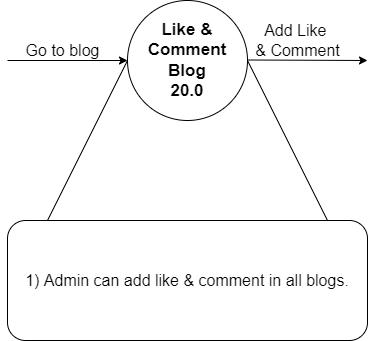 Go to blog
Like &
Comment
Blog
20.0
Add Like
& Comment
1) Admin can add like & comment in all blogs.